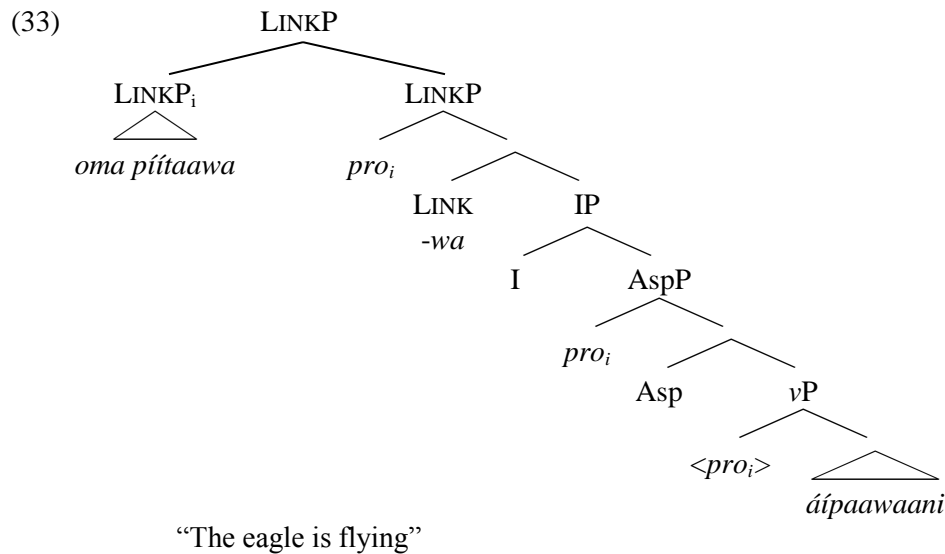 (33) LINKP
LINKPi LINKP
oma píítaawa proi
LINK IP
-wa
I AspP
proi
Asp vP
<proi>
áípaawaani
“The eagle is flying”